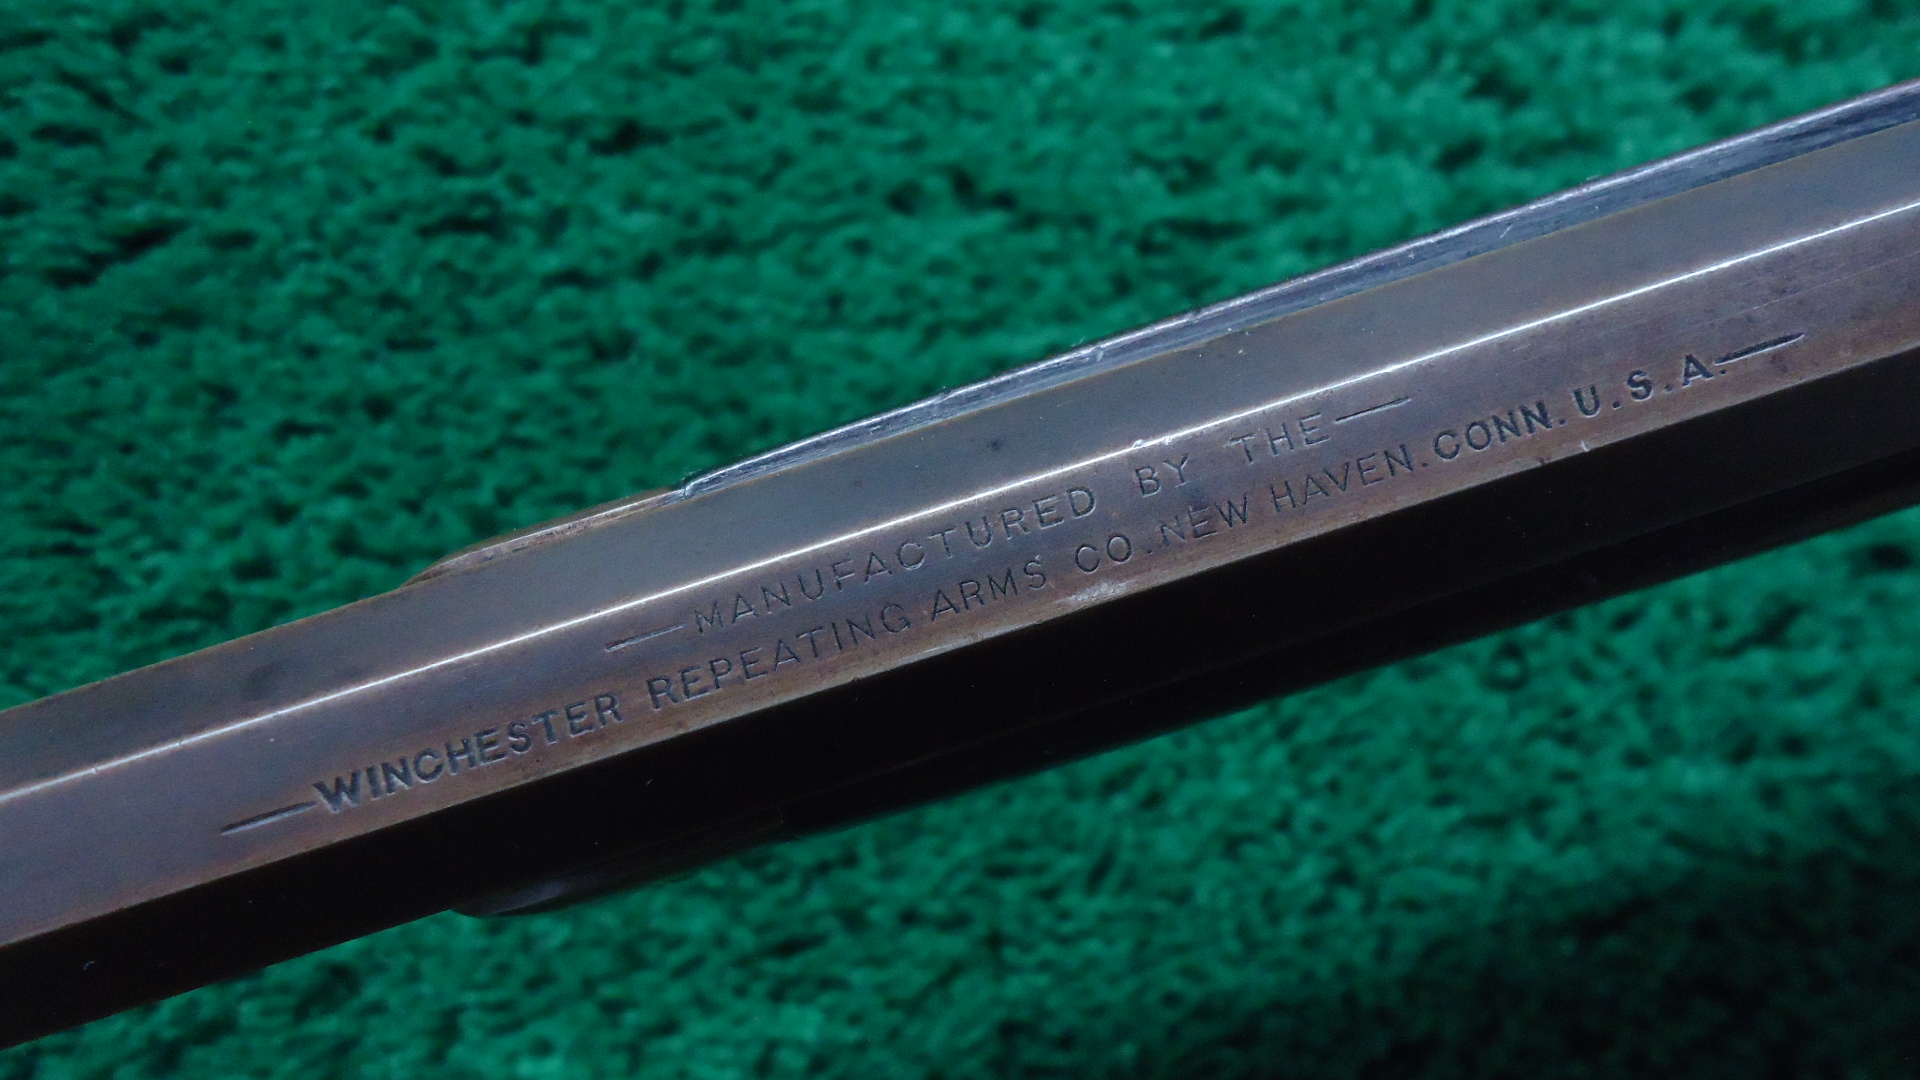 —MANUFACTURED BY THE—
—WINCHESTER REPEATING ARMS CO. NEW HAVEN. CONN. U.S.A.—